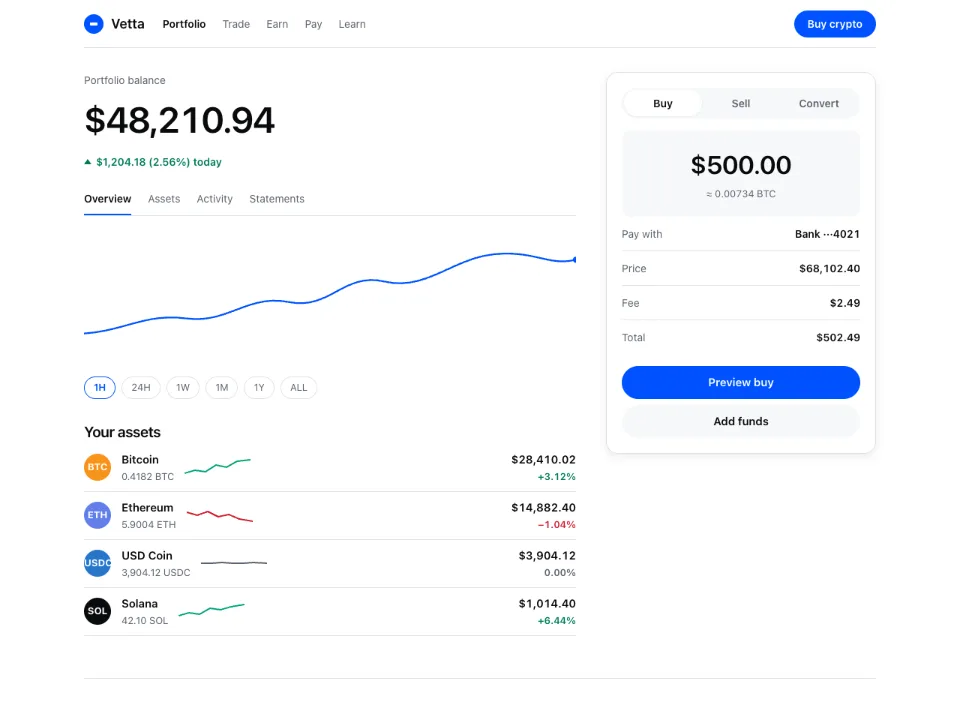 Vetta Portfolio Trade Earn Pay Learn Buy crypto
Portfolio balance
$48,210.94
$1,204.18 (2.56%) today
Overview Assets Activity Statements
1H 24H 1W 1M 1Y ALL
Your assets
BTC Bitcoin $28,410.02
0.4182 BTC +3.12%
ETH Ethereum $14,882.40
5.9004 ETH −1.04%
USDC USD Coin $3,904.12
3,904.12 USDC 0.00%
SOL Solana $1,014.40
42.10 SOL +6.44%
Buy Sell Convert
$500.00
≈ 0.00734 BTC
Pay with Bank ···4021
Price $68,102.40
Fee $2.49
Total $502.49
Preview buy
Add funds